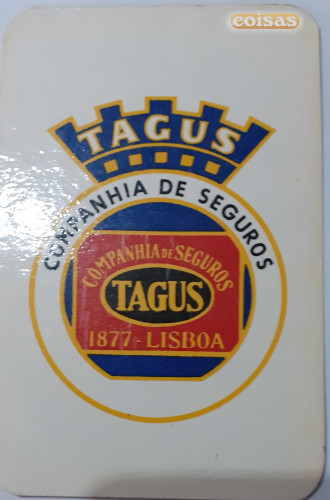 coisas
TAGUS
COMPANHIA DE SEGUROS
COMPANHIA DE SEGUROS
TAGUS
1877-LISBOA